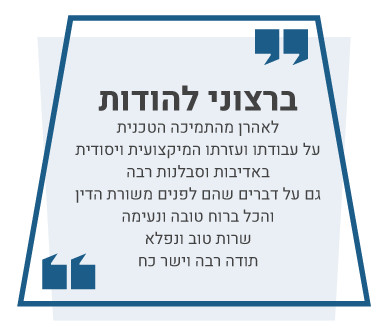 ברצוני להודות
לאהרן מהתמיכה הטכנית
על עבודתו ועזרתו המיקצועית ויסודית
באדיבות וסבלנות רבה
גם על דברים שהם לפנים משורת הדין
והכל ברוח טובה ונעימה
שרות טוב ונפלא
תודה רבה וישר כח